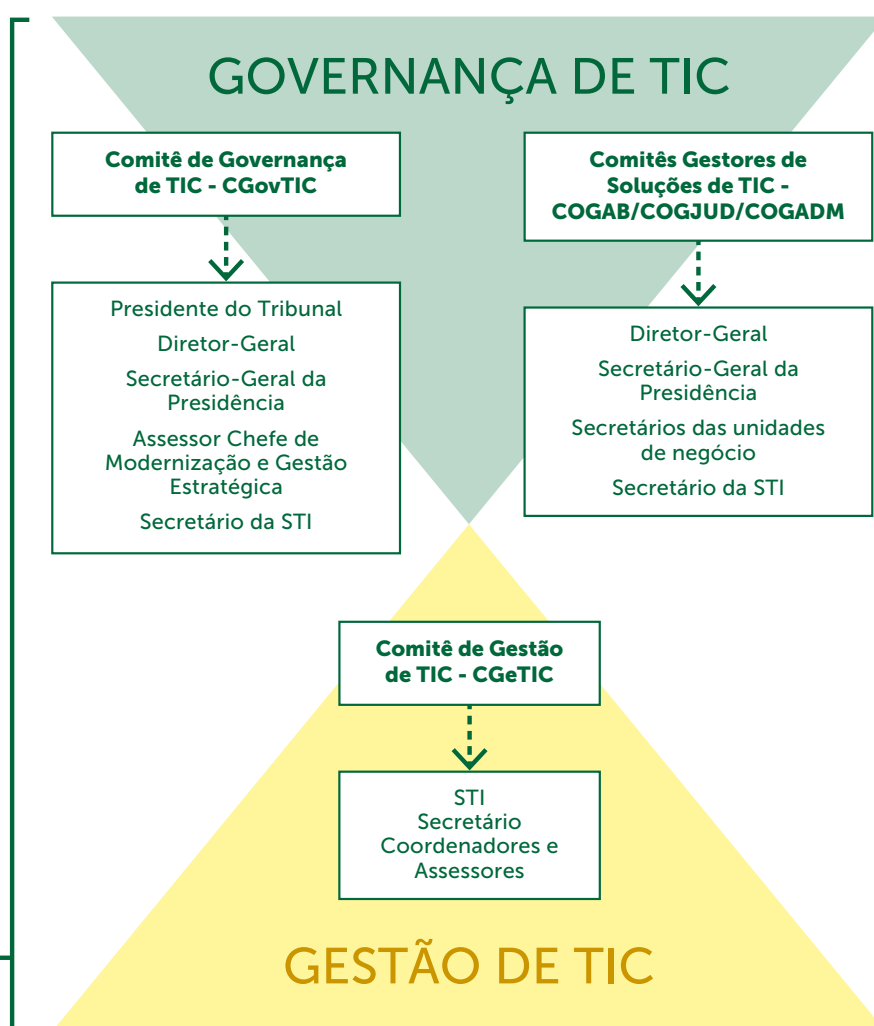 GOVERNANÇA DE TIC
Comitê de Governança
de TIC - CGovTIC
Presidente do Tribunal
Diretor-Geral
Secretário-Geral da
Presidência
Assessor Chefe de
Modernização e Gestão
Estratégica
Secretário da STI
Comitês Gestores de
Soluções de TIC -
COGAB/COGJUD/COGADM
Diretor-Geral
Secretário-Geral da
Presidência
Secretários das unidades
de negócio
Secretário da STI
Comitê de Gestão
de TIC - CGeTIC
STI
Secretário
Coordenadores e
Assessores
GESTÃO DE TIC